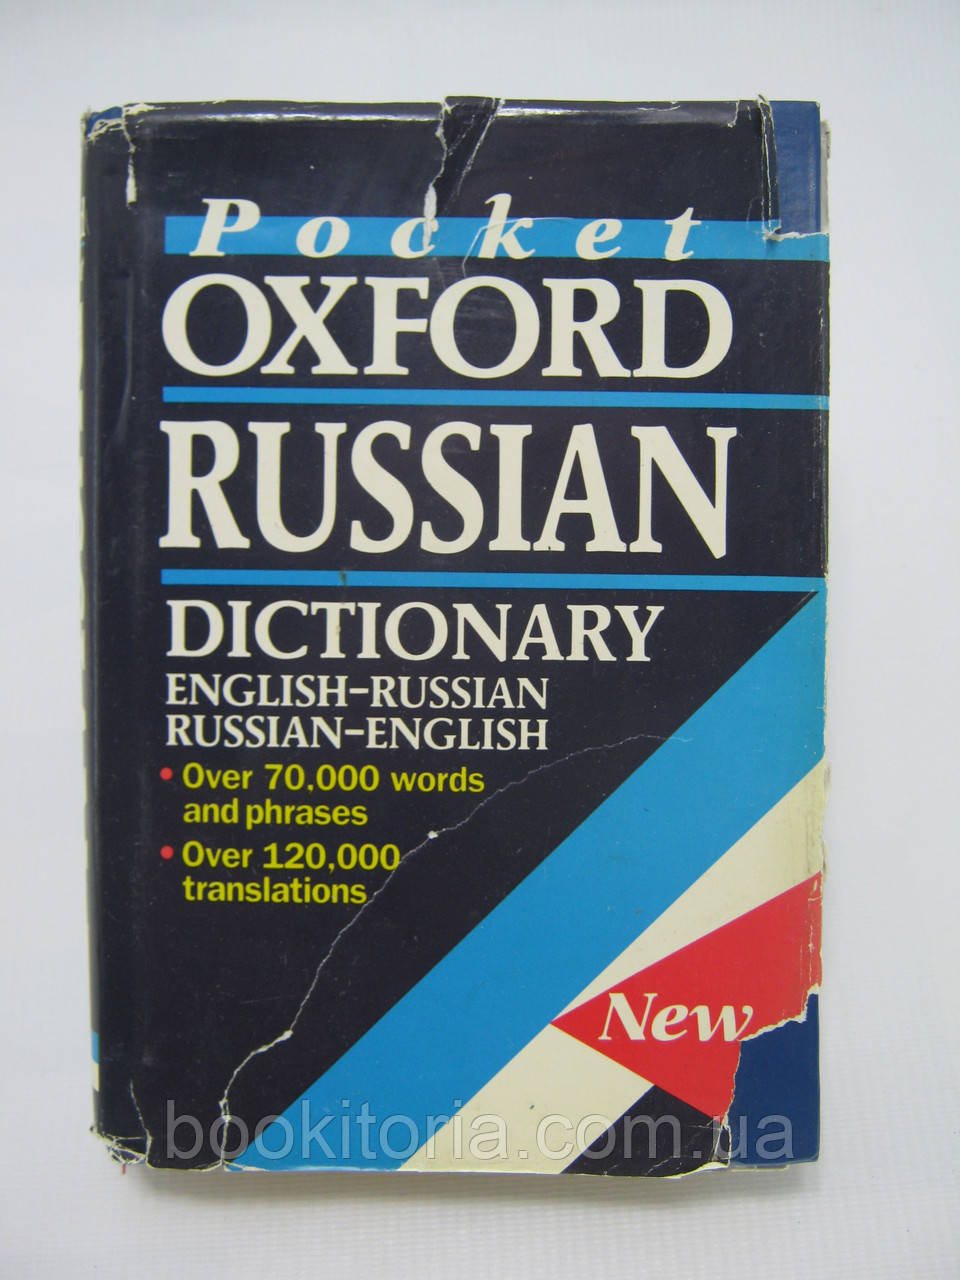 Pocket
OXFORD
RUSSIAN
DICTIONARY
ENGLISH–RUSSIAN
RUSSIAN–ENGLISH
• Over 70,000 words
and phrases
• Over 120,000
translations
New
bookitoria.com.ua